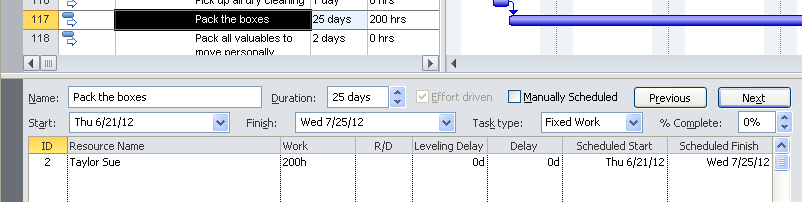 116 Pick up all dry cleaning 1 day 0 hrs
117 Pack the boxes 25 days 200 hrs
118 Pack all valuables to 2 days 0 hrs
move personally
Name: Pack the boxes Duration: 25 days Effort driven Manually Scheduled Previous Next
Start: Thu 6/21/12 Finish: Wed 7/25/12 Task type: Fixed Work % Complete: 0%
ID Resource Name Work R/D Leveling Delay Delay Scheduled Start Scheduled Finish
2 Taylor Sue 200h 0d 0d Thu 6/21/12 Wed 7/25/12